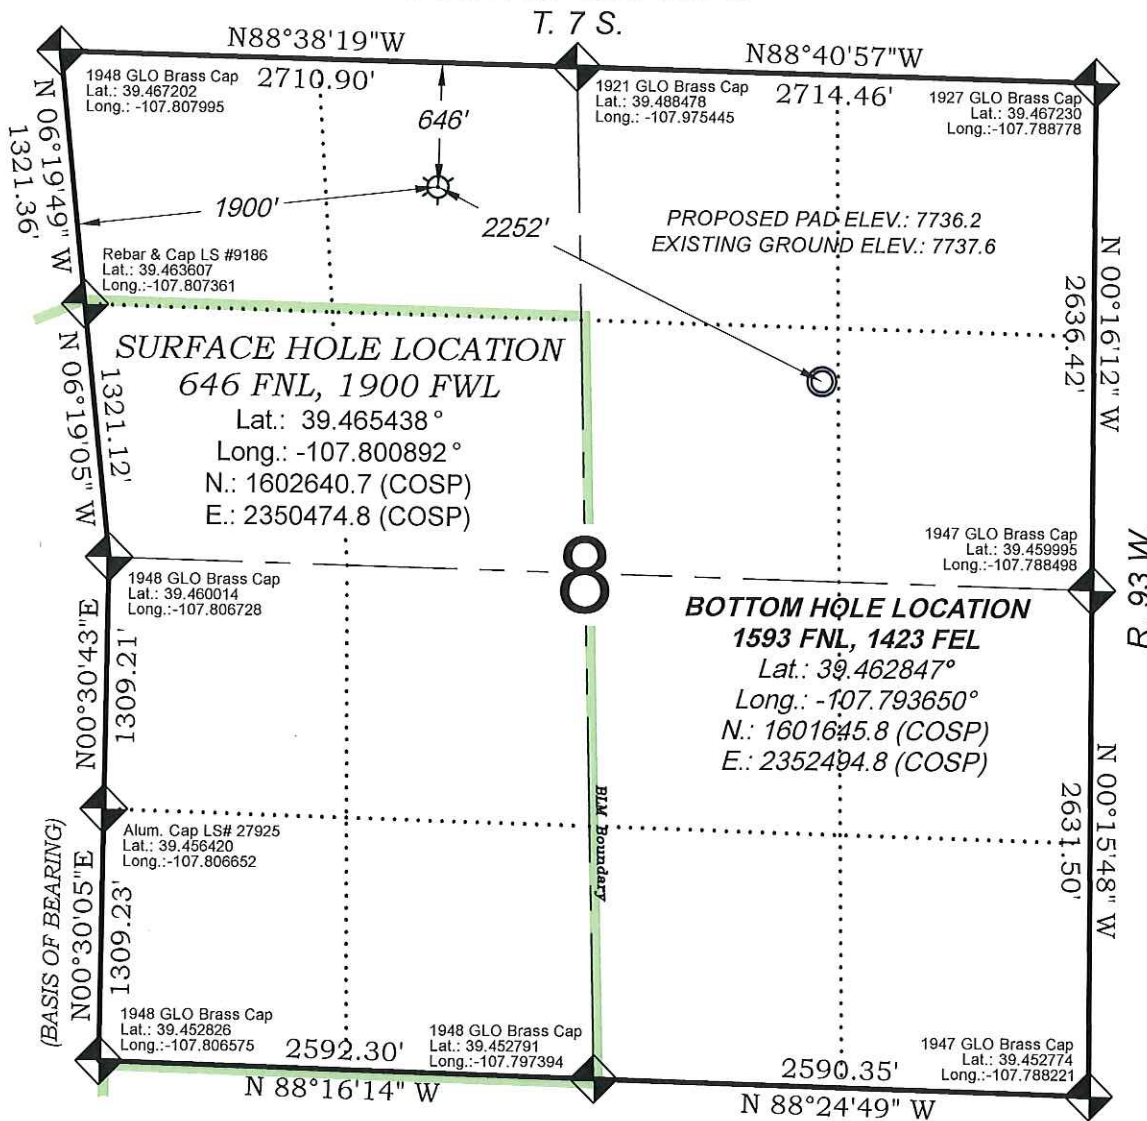 T. 7 S.
N88°38'19"W
N88°40'57"W
2710.90'
2714.46'
1948 GLO Brass Cap
Lat.: 39.467202
Long.: -107.807995
1921 GLO Brass Cap
Lat.: 39.488478
Long.: -107.975445
1927 GLO Brass Cap
Lat.: 39.467230
Long.:-107.788778
N 06°19'49" W
1321.36'
646'
1900'
2252'
PROPOSED PAD ELEV.: 7736.2
EXISTING GROUND ELEV.: 7737.6
N 00°16'12" W
2636.42'
Rebar & Cap LS #9186
Lat.: 39.463607
Long.:-107.807361
N 06°19'05" W
1321.12'
SURFACE HOLE LOCATION
646 FNL, 1900 FWL
Lat.: 39.465438°
Long.: -107.800892°
N.: 1602640.7 (COSP)
E.: 2350474.8 (COSP)
8
1947 GLO Brass Cap
Lat.: 39.459995
Long.:-107.788498
R. 93 W.
1948 GLO Brass Cap
Lat.: 39.460014
Long.:-107.806728
BOTTOM HOLE LOCATION
1593 FNL, 1423 FEL
Lat.: 39.462847°
Long.: -107.793650°
N.: 1601645.8 (COSP)
E.: 2352494.8 (COSP)
N00°30'43"E
1309.21'
BLM Boundary
N 00°15'48" W
2631.50'
Alum. Cap LS# 27925
Lat.: 39.456420
Long.:-107.806652
(BASIS OF BEARING)
N00°30'05"E
1309.23'
1948 GLO Brass Cap
Lat.: 39.452826
Long.:-107.806575
2592.30'
N 88°16'14" W
1948 GLO Brass Cap
Lat.: 39.452791
Long.:-107.797394
2590.35'
N 88°24'49" W
1947 GLO Brass Cap
Lat.: 39.452774
Long.:-107.788221